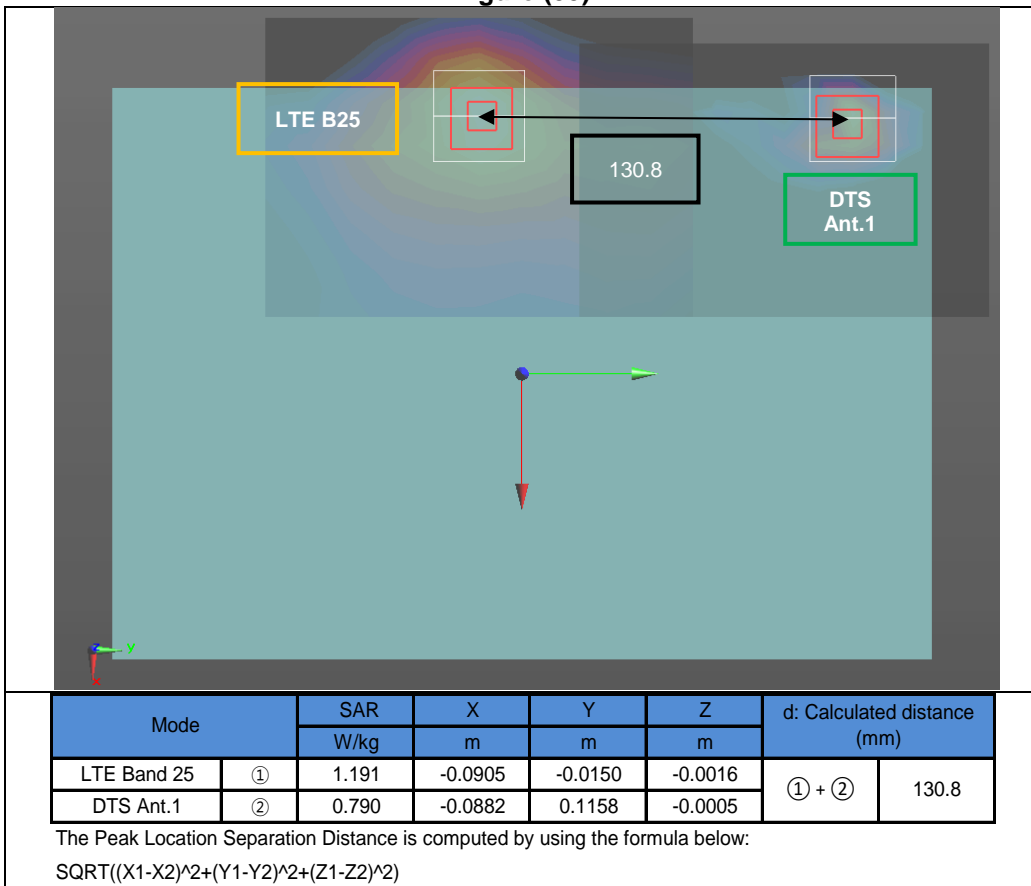 LTE B25
130.8
DTS
Ant.1
y
x
Mode SAR X Y Z d: Calculated distance
(mm)
W/kg m m m
LTE Band 25 ① 1.191 -0.0905 -0.0150 -0.0016 ① + ② 130.8
DTS Ant.1 ② 0.790 -0.0882 0.1158 -0.0005
The Peak Location Separation Distance is computed by using the formula below:
SQRT((X1-X2)^2+(Y1-Y2)^2+(Z1-Z2)^2)